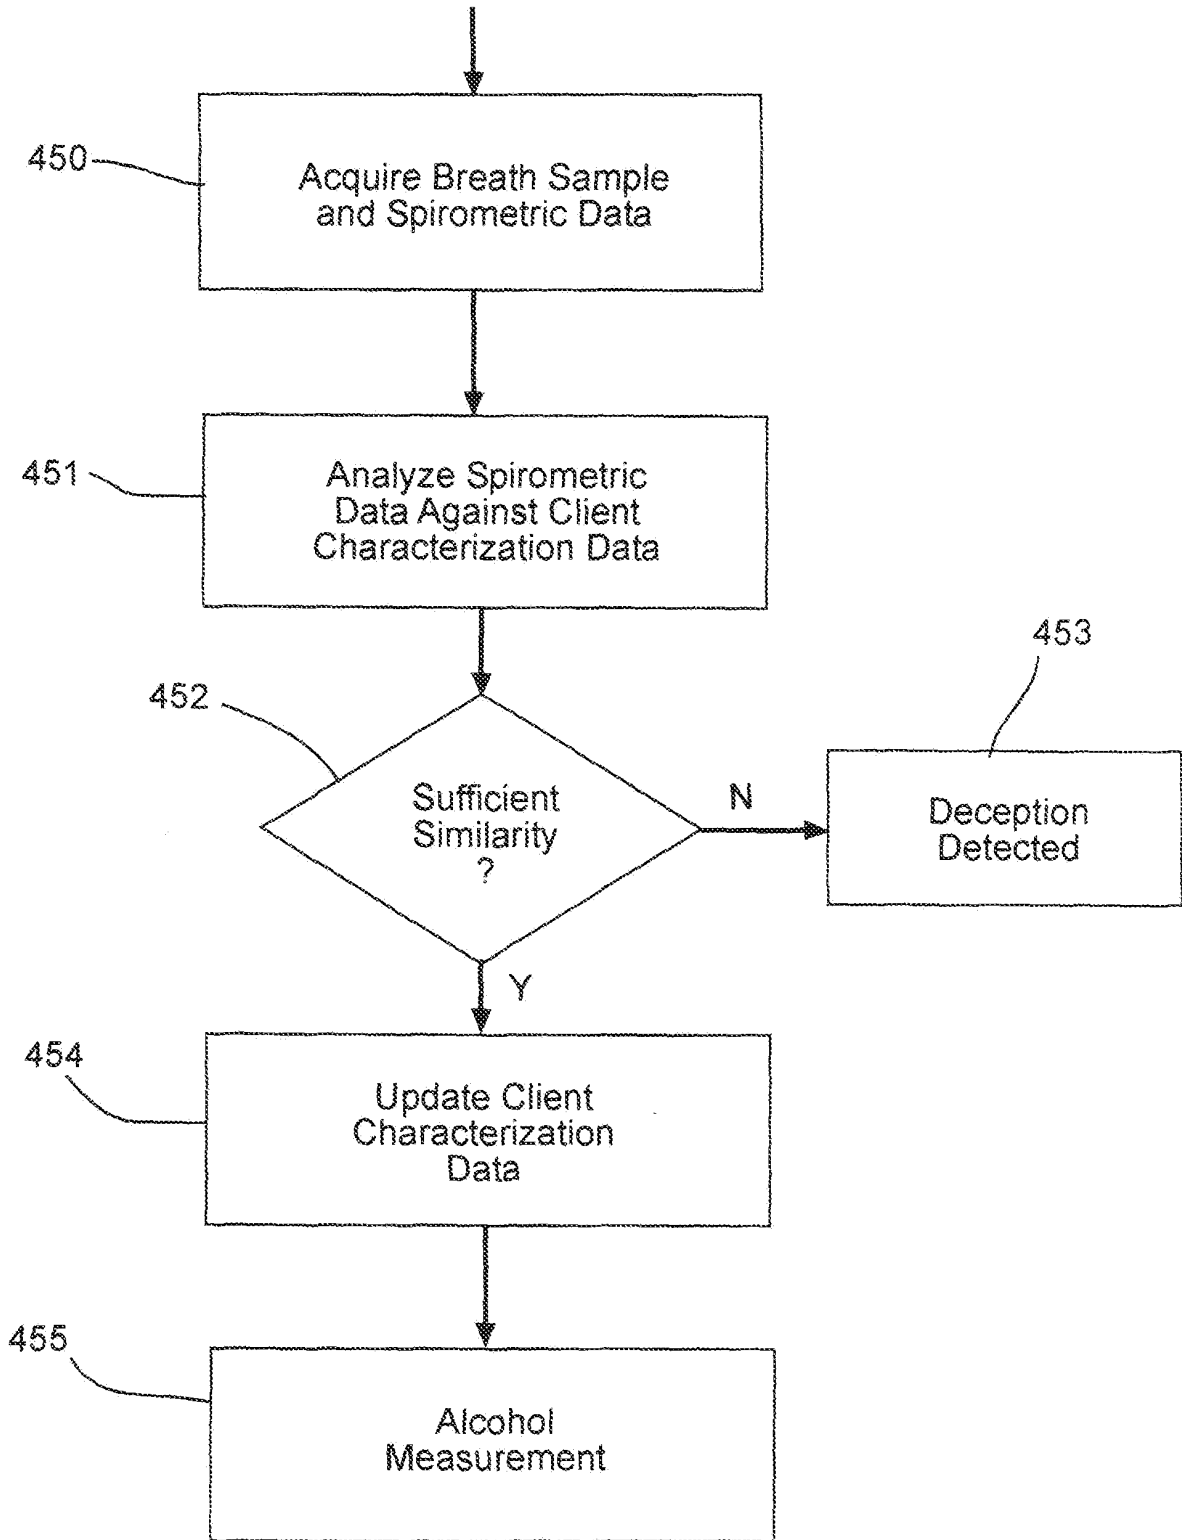 450
Acquire Breath Sample
and Spirometric Data
451
Analyze Spirometric
Data Against Client
Characterization Data
453
452
Sufficient
Similarity
?
N
Deception
Detected
Y
454
Update Client
Characterization
Data
455
Alcohol
Measurement